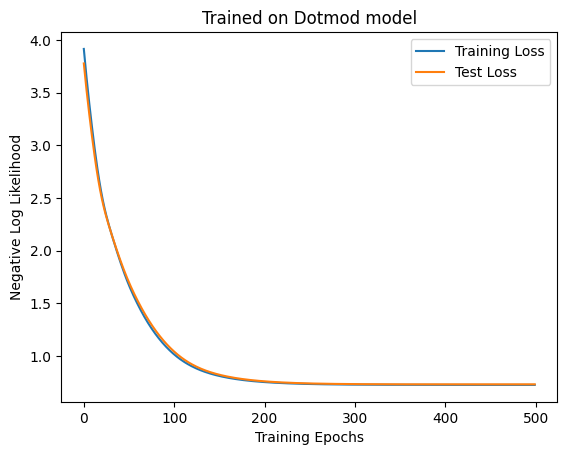 Trained on Dotmod model
Training Loss
Test Loss
4.0
3.5
3.0
2.5
2.0
1.5
1.0
Negative Log Likelihood
0 100 200 300 400 500
Training Epochs